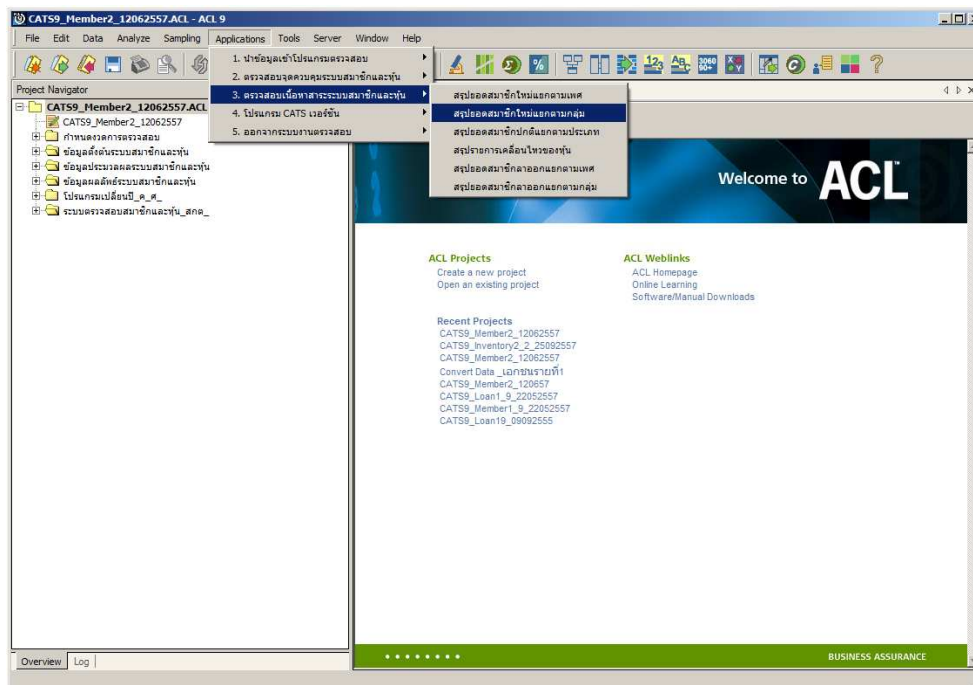 CATS9_Member2_12062557.ACL - ACL 9
File Edit Data Analyze Sampling Applications Tools Server Window Help
Project Navigator
CATS9_Member2_12062557.ACL
CATS9_Member2_12062557
กำหนดงวดการตรวจสอบ
ข้อมูลตั้งต้นระบบสมาชิกและหุ้น
ข้อมูลประมวลผลระบบสมาชิกและหุ้น
ข้อมูลผลลัพธ์ระบบสมาชิกและหุ้น
โปรแกรมเปลี่ยนปี_ค_ศ_
ระบบตรวจสอบสมาชิกและหุ้น_สกต_
1. นำข้อมูลเข้าโปรแกรมตรวจสอบ
2. ตรวจสอบจุดควบคุมระบบสมาชิกและหุ้น
3. ตรวจสอบเนื้อหาสาระระบบสมาชิกและหุ้น
4. โปรแกรม CATS เวอร์ชั่น
5. ออกจากระบบงานตรวจสอบ
สรุปยอดสมาชิกใหม่แยกตามเพศ
สรุปยอดสมาชิกใหม่แยกตามกลุ่ม
สรุปยอดสมาชิกปกติแยกตามประเภท
สรุปรายการเคลื่อนไหวของหุ้น
สรุปยอดสมาชิกลาออกแยกตามเพศ
สรุปยอดสมาชิกลาออกแยกตามกลุ่ม
Welcome to ACL™
ACL Projects
Create a new project
Open an existing project
ACL Weblinks
ACL Homepage
Online Learning
Software/Manual Downloads
Recent Projects
CATS9_Member2_12062557
CATS9_Inventory2_2_25092557
CATS9_Member2_12062557
Convert Data _เอกชนรายที่1
CATS9_Member2_120657
CATS9_Loan1_9_22052557
CATS9_Member1_9_22052557
CATS9_Loan19_09092555
Overview Log
BUSINESS ASSURANCE